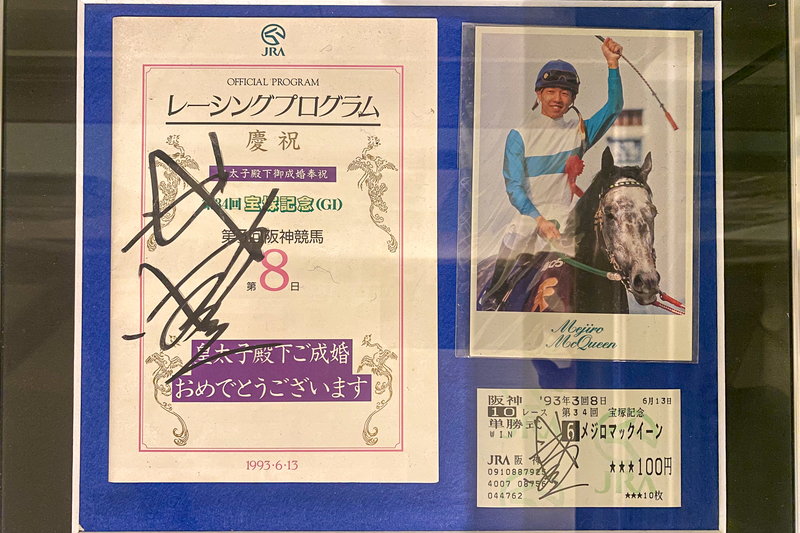 JRA
OFFICIAL PROGRAM
レーシングプログラム
慶祝
太子殿下御成婚奉祝
第34回 宝塚記念(GI)
第3回阪神競馬
第8日
皇太子殿下ご成婚
おめでとうございます
1993・6・13
Mejiro
McQueen
阪神 '93年3回8日 6月13日
10 レース 第34回 宝塚記念
単勝式 6 メジロマックイーン
WIN
JRA 阪神 ★★★100円
0910887925
4007 08756
044762 ★★★10枚
JRA